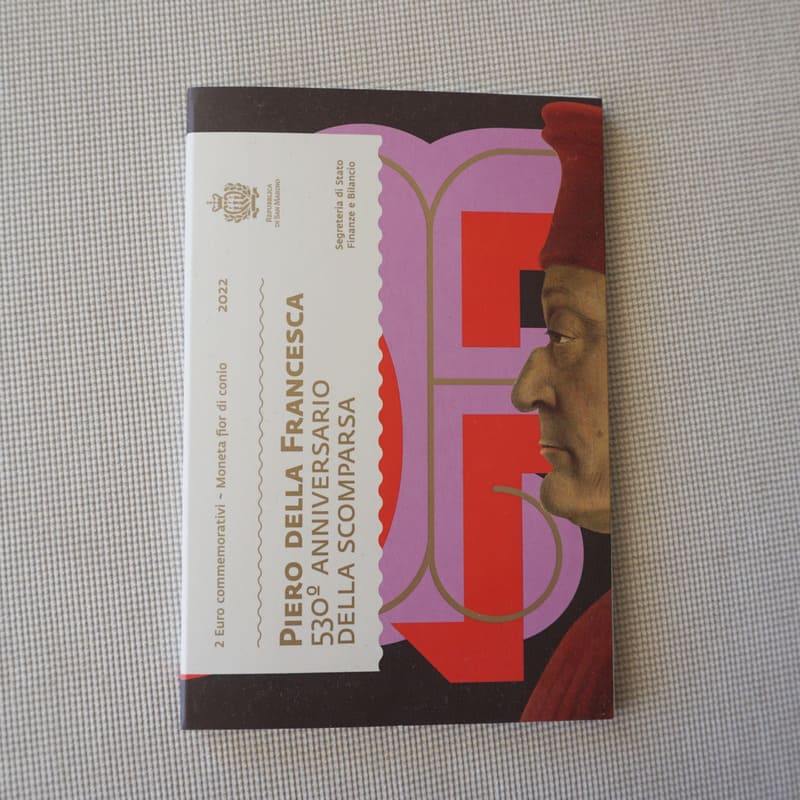 REPUBBLICA
DI SAN MARINO
Segreteria di Stato
Finanze e Bilancio
2 Euro commemorativi ~ Moneta fior di conio
2022
PIERO DELLA FRANCESCA
530º ANNIVERSARIO
DELLA SCOMPARSA